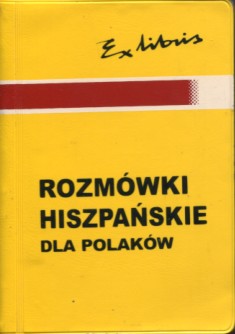 Ex libris
ROZMÓWKI
HISZPAŃSKIE
DLA POLAKÓW